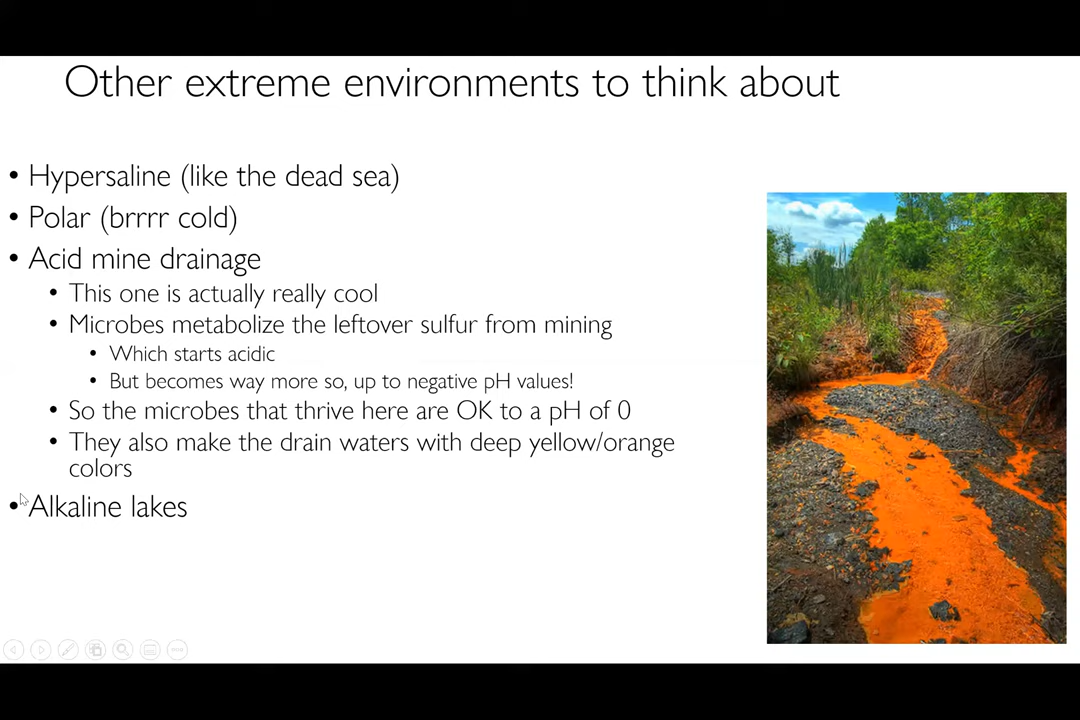 Other extreme environments to think about
• Hypersaline (like the dead sea)
• Polar (brrrr cold)
• Acid mine drainage
• This one is actually really cool
• Microbes metabolize the leftover sulfur from mining
• Which starts acidic
• But becomes way more so, up to negative pH values!
• So the microbes that thrive here are OK to a pH of 0
• They also make the drain waters with deep yellow/orange
colors
• Alkaline lakes